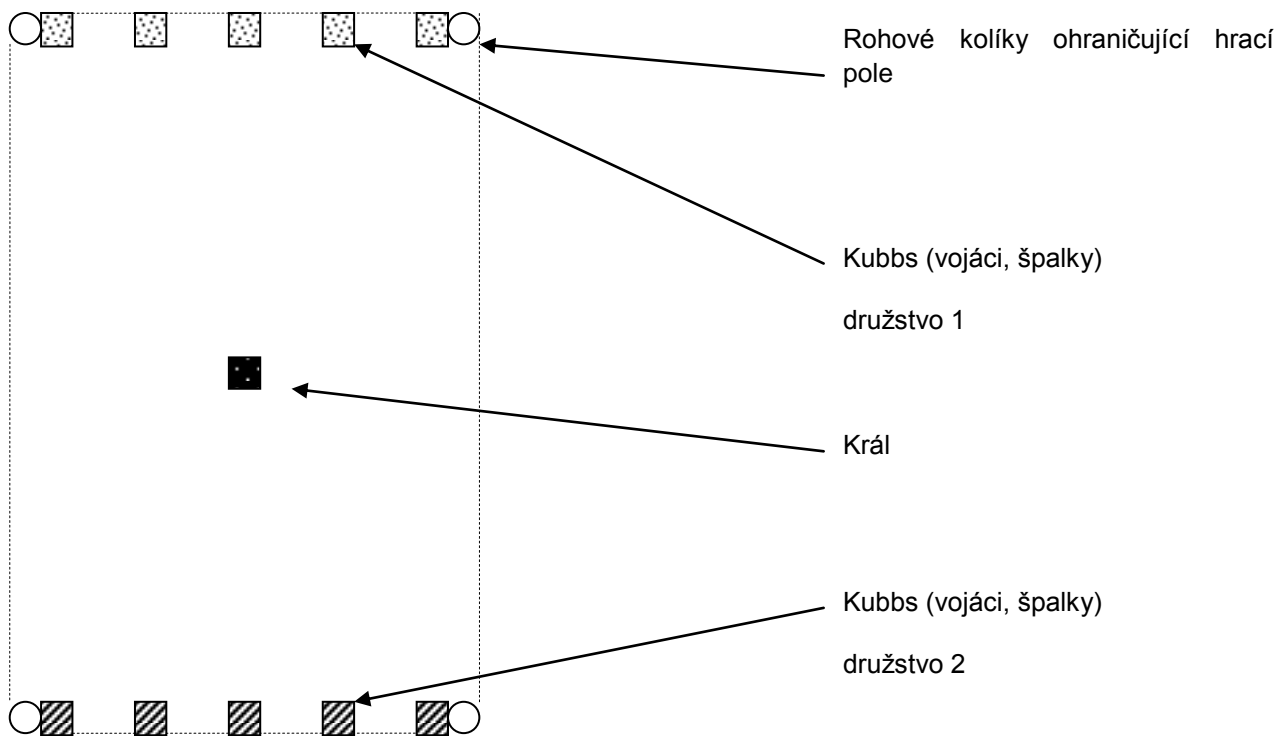 Rohové kolíky ohraničující hrací
pole
Kubbs (vojáci, špalky)
družstvo 1
Král
Kubbs (vojáci, špalky)
družstvo 2